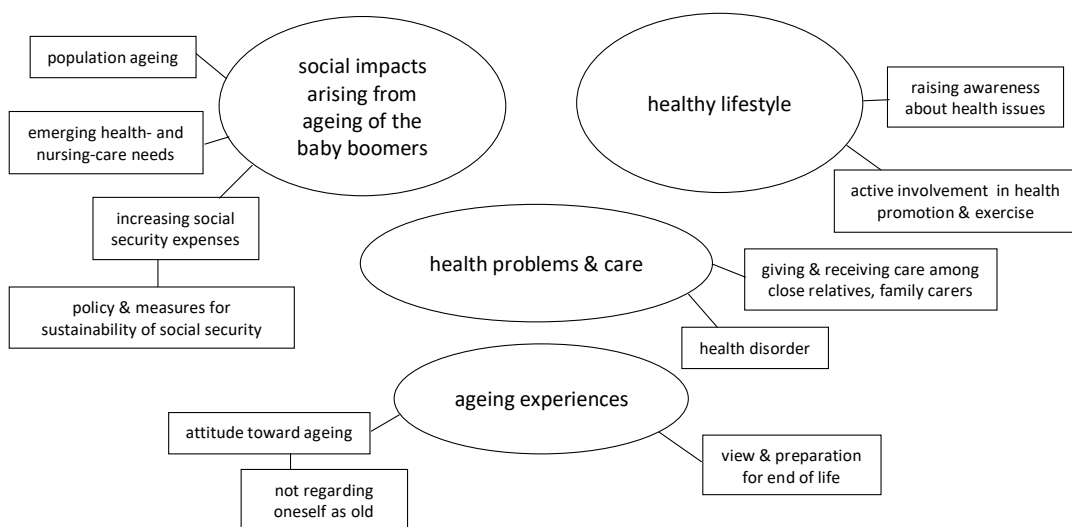 population ageing
emerging health- and
nursing-care needs
increasing social
security expenses
policy & measures for
sustainability of social security
social impacts
arising from
ageing of the
baby boomers
healthy lifestyle
raising awareness
about health issues
active involvement  in health
promotion & exercise
health problems & care
giving & receiving care among
close relatives, family carers
health disorder
ageing experiences
attitude toward ageing
not regarding
oneself as old
view & preparation
for end of life